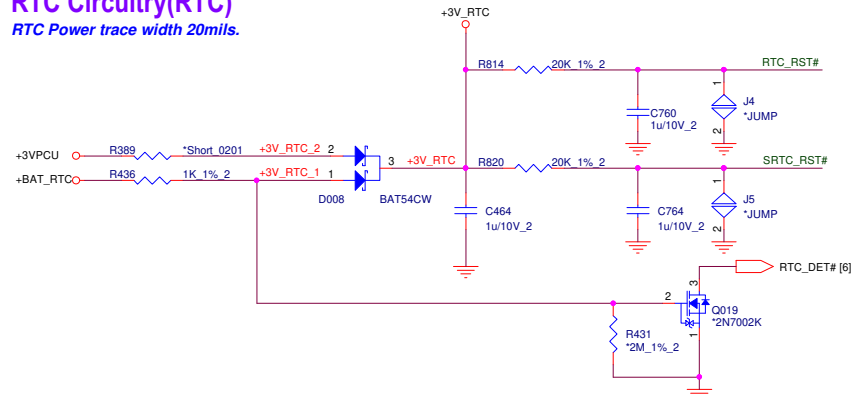 RTC Circuitry(RTC)
RTC Power trace width 20mils.
+3V_RTC
R814
20K_1%_2
RTC_RST#
1
J4
*JUMP
2
C760
1u/10V_2
+3VPCU
R389
*Short_0201
+3V_RTC_2
2
3
+3V_RTC
R820
20K_1%_2
SRTC_RST#
+BAT_RTC
R436
1K_1%_2
+3V_RTC_1
1
D008
BAT54CW
C464
1u/10V_2
C764
1u/10V_2
1
J5
*JUMP
2
RTC_DET# [6]
3
2
Q019
*2N7002K
1
R431
*2M_1%_2